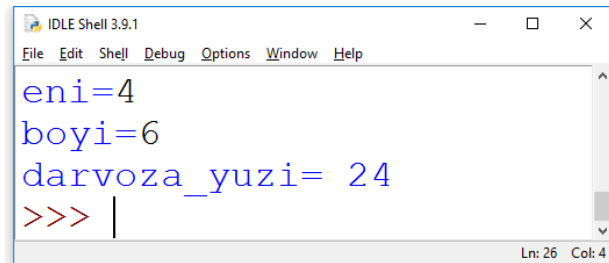 IDLE Shell 3.9.1
File Edit Shell Debug Options Window Help
eni=4
boyi=6
darvoza_yuzi= 24
>>>
Ln: 26 Col: 4